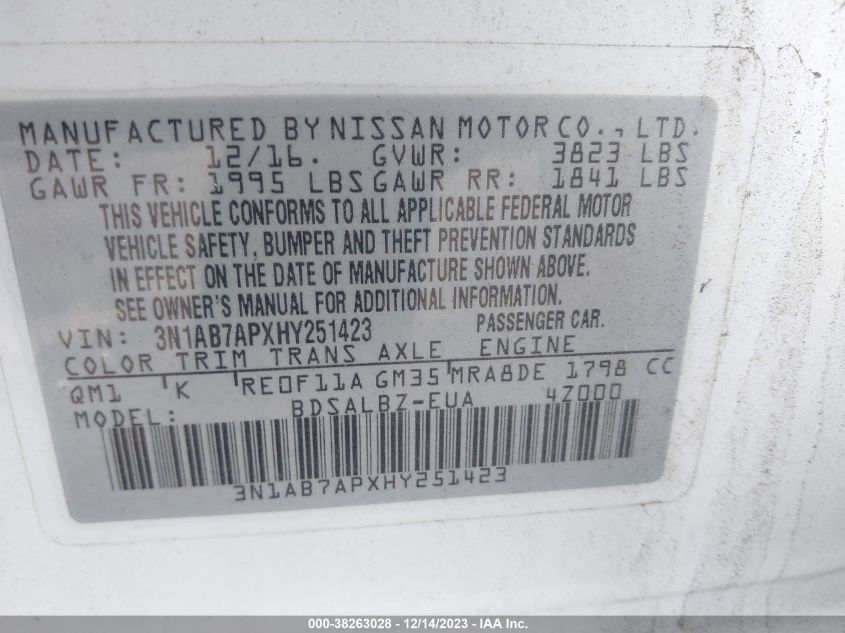 MANUFACTURED BY NISSAN MOTOR CO., LTD.
DATE: 12/16. GVWR: 3823 LBS
GAWR FR: 1995 LBS GAWR RR: 1841 LBS
THIS VEHICLE CONFORMS TO ALL APPLICABLE FEDERAL MOTOR
VEHICLE SAFETY, BUMPER AND THEFT PREVENTION STANDARDS
IN EFFECT ON THE DATE OF MANUFACTURE SHOWN ABOVE.
SEE OWNER'S MANUAL FOR ADDITIONAL INFORMATION.
VIN: 3N1AB7APXHY251423 PASSENGER CAR.
COLOR TRIM TRANS AXLE ENGINE
QM1 K RE0F11A GM35 MRA8DE 1798 CC
MODEL: BDSALBZ-EUA 4Z000
3N1AB7APXHY251423
000-38263028 - 12/14/2023 - IAA Inc.